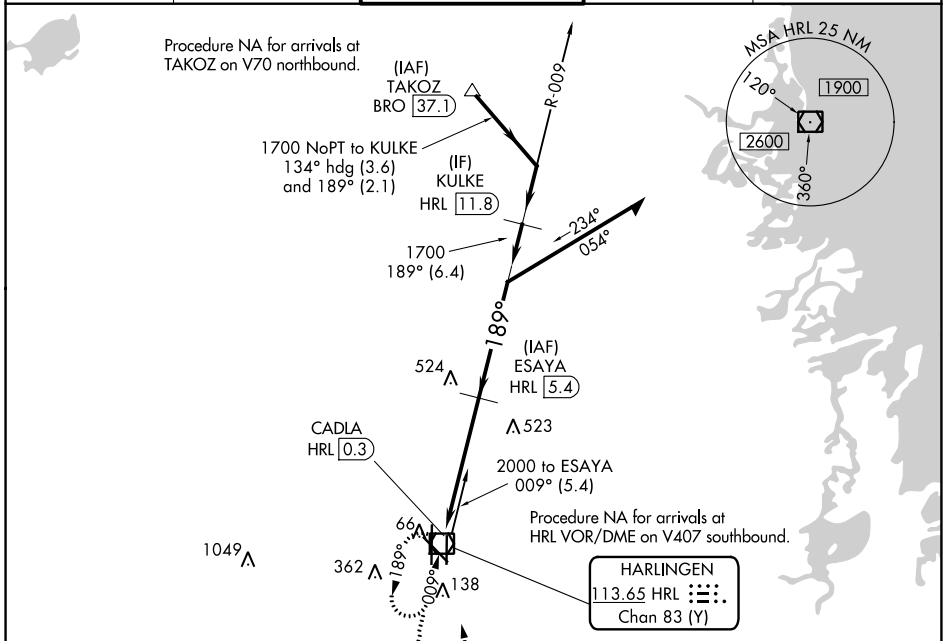 Procedure NA for arrivals at
TAKOZ on V70 northbound.
(IAF)
TAKOZ
BRO 37.1
R-009
MSA HRL 25 NM
120°
1900
2600
360°
1700 NoPT to KULKE
134° hdg (3.6)
and 189° (2.1)
(IF)
KULKE
HRL 11.8
234°
054°
1700
189° (6.4)
189°
(IAF)
ESAYA
HRL 5.4
524
523
CADLA
HRL 0.3
2000 to ESAYA
009° (5.4)
Procedure NA for arrivals at
HRL VOR/DME on V407 southbound.
66
1049
362
189°
009°
138
HARLINGEN
113.65 HRL
Chan 83 (Y)